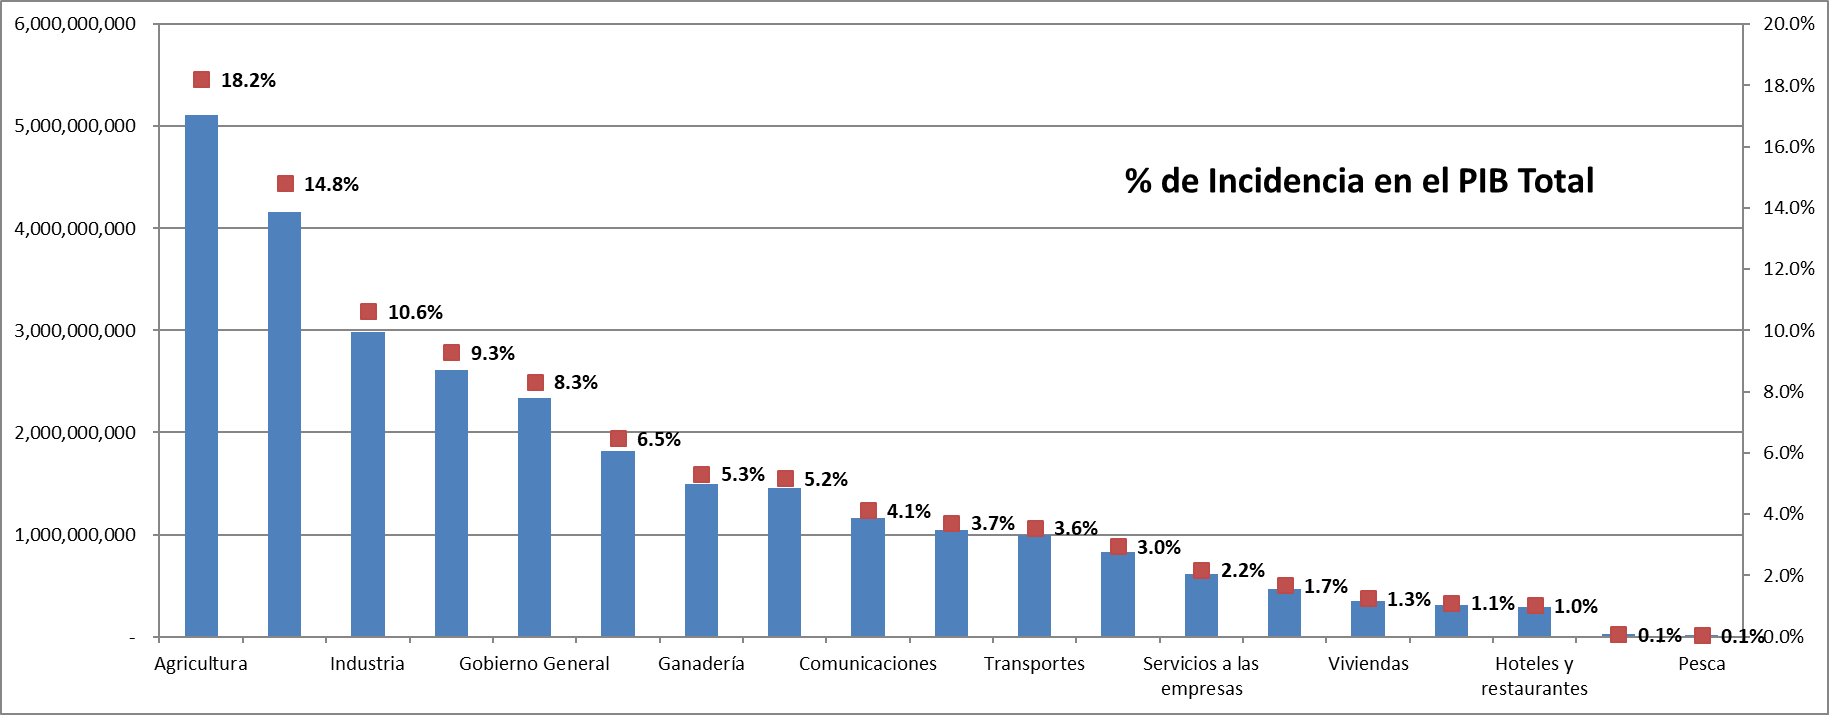 6,000,000,000
5,000,000,000
4,000,000,000
3,000,000,000
2,000,000,000
1,000,000,000
-
20.0%
18.0%
16.0%
14.0%
12.0%
10.0%
8.0%
6.0%
4.0%
2.0%
0.0%
% de Incidencia en el PIB Total
18.2%
14.8%
10.6%
9.3%
8.3%
6.5%
5.3%
5.2%
4.1%
3.7%
3.6%
3.0%
2.2%
1.7%
1.3%
1.1%
1.0%
0.1%
0.1%
Agricultura
Industria
Gobierno General
Ganadería
Comunicaciones
Transportes
Servicios a las
empresas
Viviendas
Hoteles y
restaurantes
Pesca